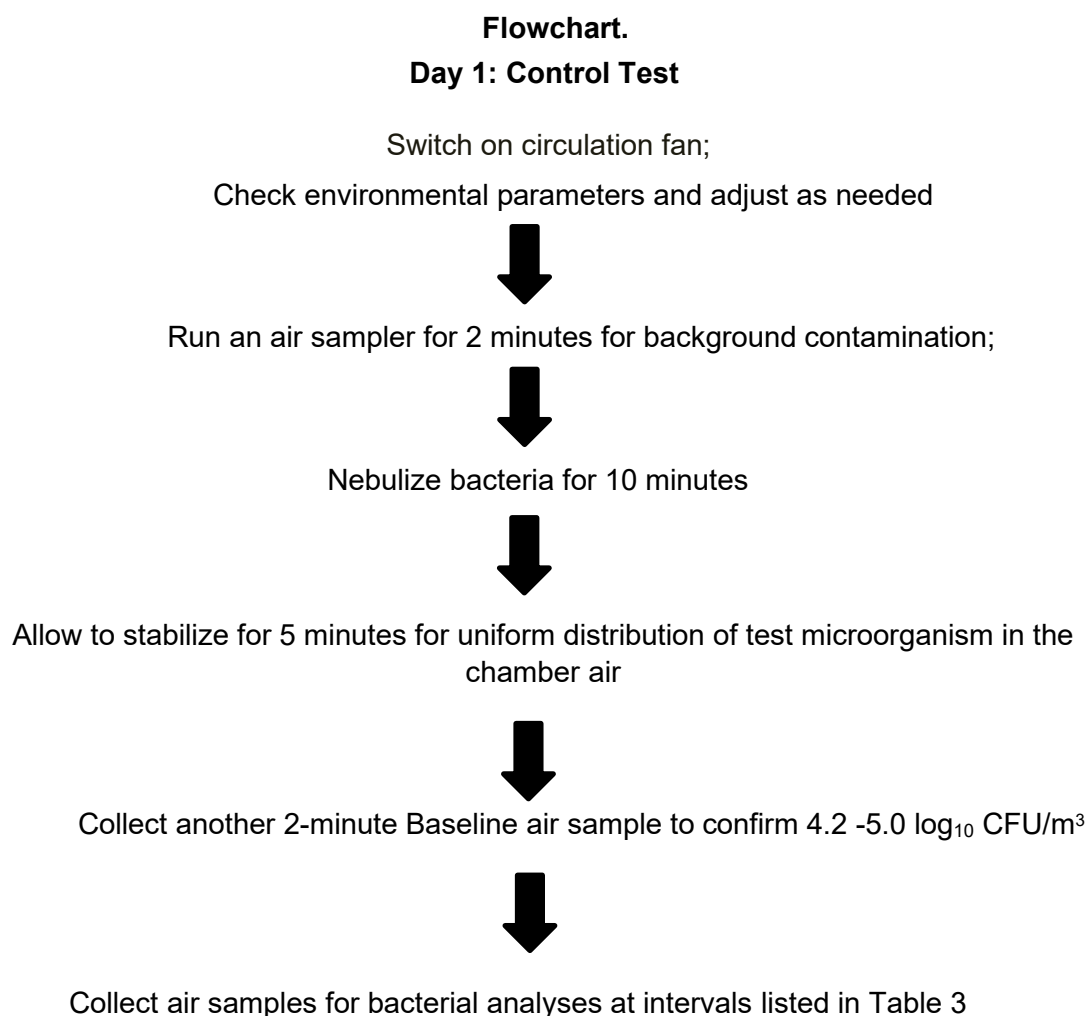 Flowchart.
Day 1: Control Test
Switch on circulation fan;
Check environmental parameters and adjust as needed
Run an air sampler for 2 minutes for background contamination;
Nebulize bacteria for 10 minutes
Allow to stabilize for 5 minutes for uniform distribution of test microorganism in the
chamber air
Collect another 2-minute Baseline air sample to confirm 4.2 -5.0 log₁₀ CFU/m³
Collect air samples for bacterial analyses at intervals listed in Table 3